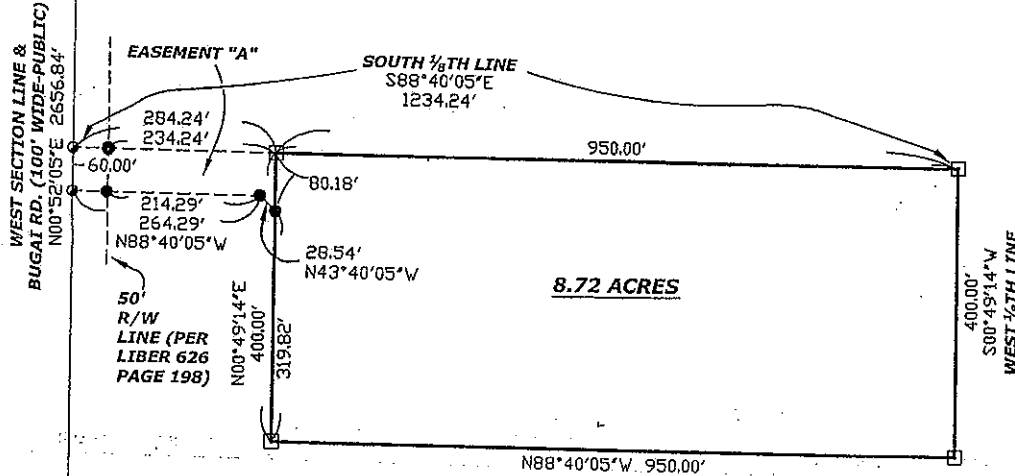 WEST SECTION LINE &
BUGAI RD. (100' WIDE-PUBLIC)
N00°52'05"E 2656.84'
EASEMENT "A"
SOUTH ⅛TH LINE
S88°40'05"E
1234.24'
284.24'
234.24'
60.00'
950.00'
80.18'
214.29'
264.29'
N88°40'05"W
28.54'
N43°40'05"W
50'
R/W
LINE (PER
LIBER 626
PAGE 198)
N00°49'14"E
400.00'
319.82'
8.72 ACRES
400.00'
S00°49'14"W
WEST ⅛TH LINE
N88°40'05"W 950.00'